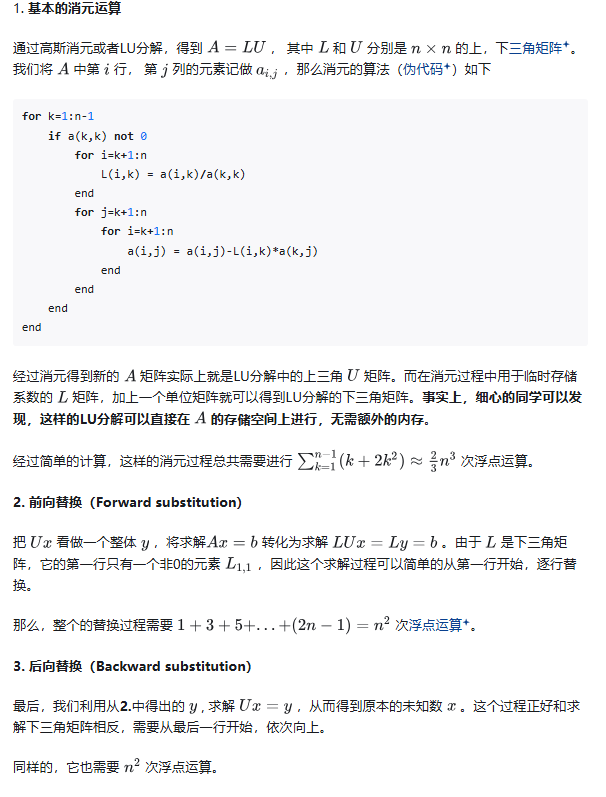 1. 基本的消元运算
通过高斯消元或者LU分解，得到 A = LU ， 其中 L 和 U 分别是 n × n 的上，下三角矩阵✦。
我们将 A 中第 i 行， 第 j 列的元素记做 a_{i,j} ，那么消元的算法（伪代码✦）如下
for k=1:n-1
    if a(k,k) not 0
        for i=k+1:n
            L(i,k) = a(i,k)/a(k,k)
        end
        for j=k+1:n
            for i=k+1:n
                a(i,j) = a(i,j)-L(i,k)*a(k,j)
            end
        end
    end
end
经过消元得到新的 A 矩阵实际上就是LU分解中的上三角 U 矩阵。而在消元过程中用于临时存储
系数的 L 矩阵，加上一个单位矩阵就可以得到LU分解的下三角矩阵。事实上，细心的同学可以发
现，这样的LU分解可以直接在 A 的存储空间上进行，无需额外的内存。
经过简单的计算，这样的消元过程总共需要进行 ∑_{k=1}^{n−1}(k + 2k²) ≈ ⅔n³ 次浮点运算。
2. 前向替换（Forward substitution）
把 Ux 看做一个整体 y ，将求解Ax = b 转化为求解 LUx = Ly = b 。由于 L 是下三角矩
阵，它的第一行只有一个非0的元素 L_{1,1} ，因此这个求解过程可以简单的从第一行开始，逐行替
换。
那么，整个的替换过程需要 1 + 3 + 5+...+(2n − 1) = n² 次浮点运算✦。
3. 后向替换（Backward substitution）
最后，我们利用从2.中得出的 y , 求解 Ux = y ，从而得到原本的未知数 x 。这个过程正好和求
解下三角矩阵相反，需要从最后一行开始，依次向上。
同样的，它也需要 n² 次浮点运算。